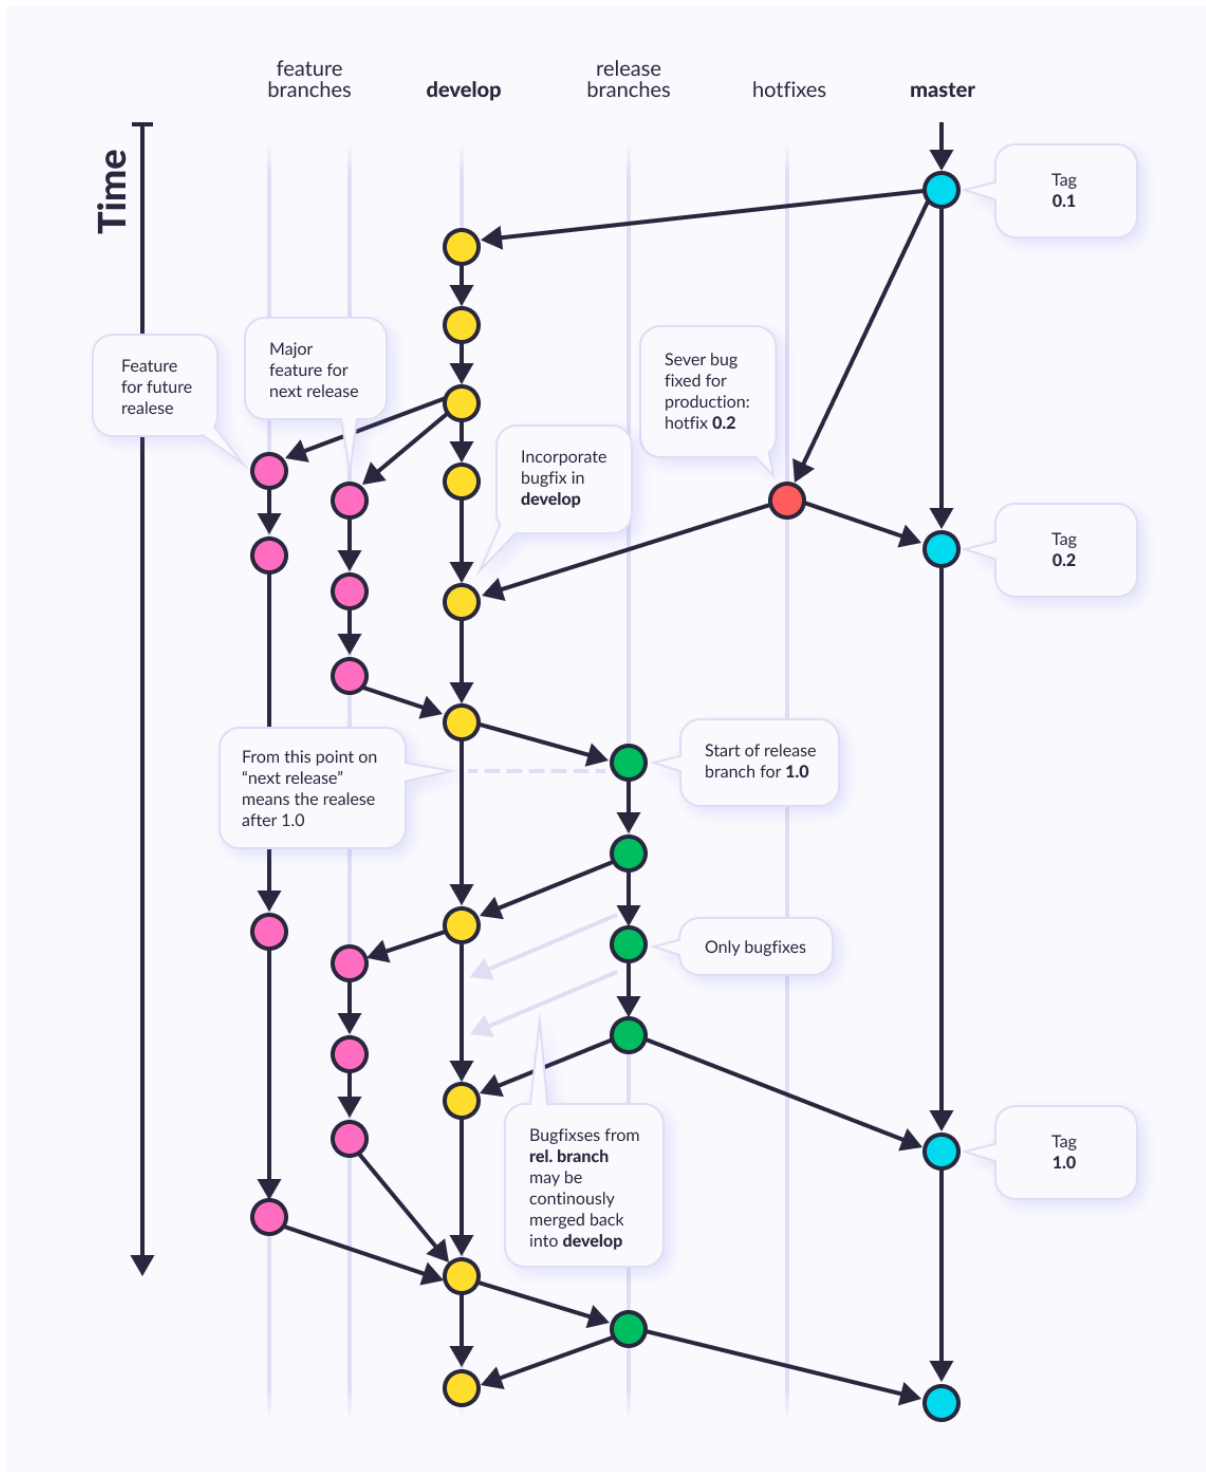 feature
branches
develop
release
branches
hotfixes
master
Time
Tag
0.1
Feature
for future
realese
Major
feature for
next release
Sever bug
fixed for
production:
hotfix 0.2
Incorporate
bugfix in
develop
Tag
0.2
From this point on
“next release”
means the realese
after 1.0
Start of release
branch for 1.0
Only bugfixes
Bugfixses from
rel. branch
may be
continously
merged back
into develop
Tag
1.0